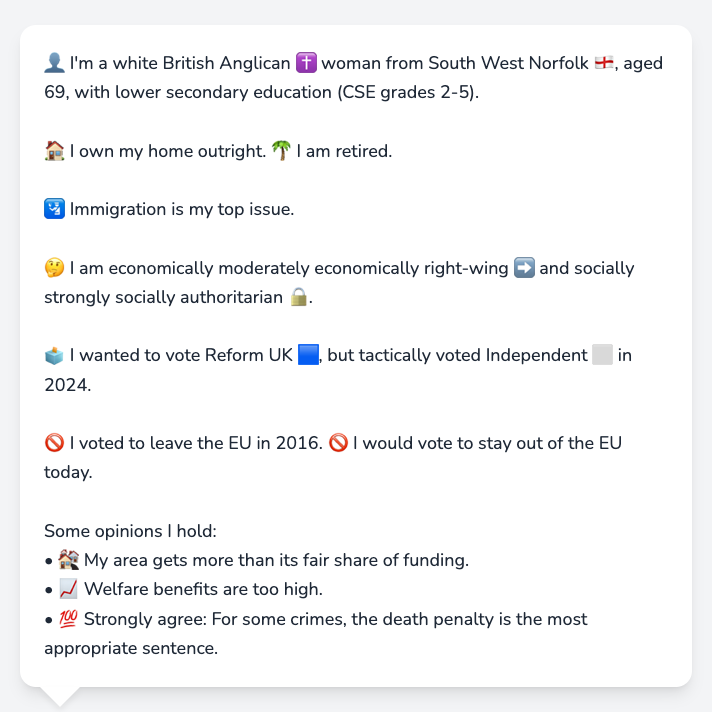 👤 I'm a white British Anglican ✝️ woman from South West Norfolk 🏴󠁧󠁢󠁥󠁮󠁧󠁿, aged
69, with lower secondary education (CSE grades 2-5).
🏠 I own my home outright. 🌴 I am retired.
🛂 Immigration is my top issue.
🤔 I am economically moderately economically right-wing ➡️ and socially
strongly socially authoritarian 🔒.
🗳️ I wanted to vote Reform UK 🟦, but tactically voted Independent ⬜ in
2024.
🚫 I voted to leave the EU in 2016. 🚫 I would vote to stay out of the EU
today.
Some opinions I hold:
• 🏚️ My area gets more than its fair share of funding.
• 📈 Welfare benefits are too high.
• 💯 Strongly agree: For some crimes, the death penalty is the most
appropriate sentence.